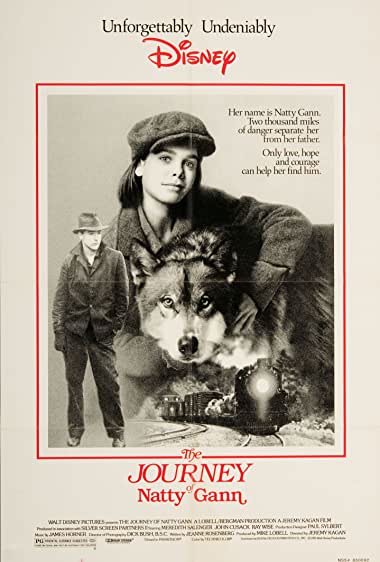 Unforgettably Undeniably
Disney
Her name is Natty Gann.
Two thousand miles
of danger separate her
from her father.
Only love, hope
and courage
can help her find him.
The
JOURNEY
of
Natty Gann
WALT DISNEY PICTURES presents THE JOURNEY OF NATTY GANN A LOBELL/BERGMAN PRODUCTION A JEREMY KAGAN FILM
Produced in association with SILVER SCREEN PARTNERS II Starring MEREDITH SALENGER JOHN CUSACK RAY WISE Production Designer PAUL SYLBERT
Music by JAMES HORNER Director of Photography DICK BUSH, B.S.C. Written by JEANNE ROSENBERG Produced by MIKE LOBELL Directed by JEREMY KAGAN
PG PARENTAL GUIDANCE SUGGESTED